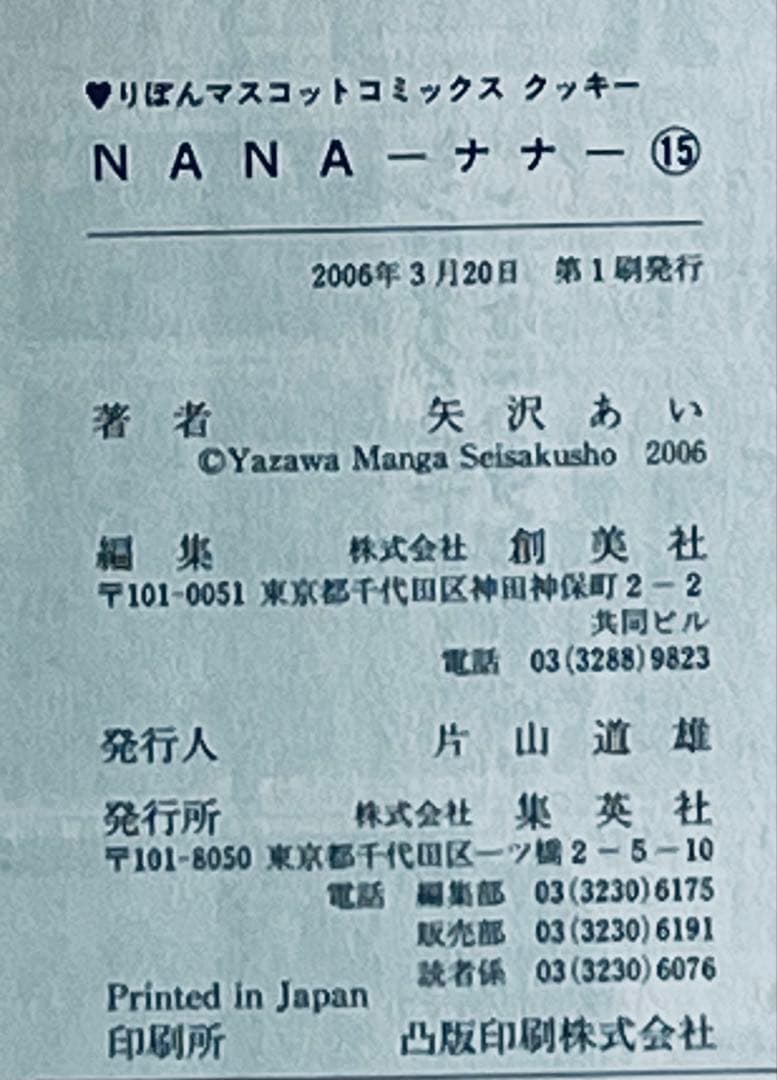 ♥りぼんマスコットコミックス クッキー
NANA―ナナ― ⑮
2006年3月20日 第1刷発行
著者 矢沢あい
©Yazawa Manga Seisakusho 2006
編集 株式会社 創美社
〒101-0051 東京都千代田区神田神保町2－2
共同ビル
電話 03(3288)9823
発行人 片山道雄
発行所 株式会社 集英社
〒101-8050 東京都千代田区一ツ橋2－5－10
電話 編集部 03(3230)6175
販売部 03(3230)6191
読者係 03(3230)6076
Printed in Japan
印刷所 凸版印刷株式会社